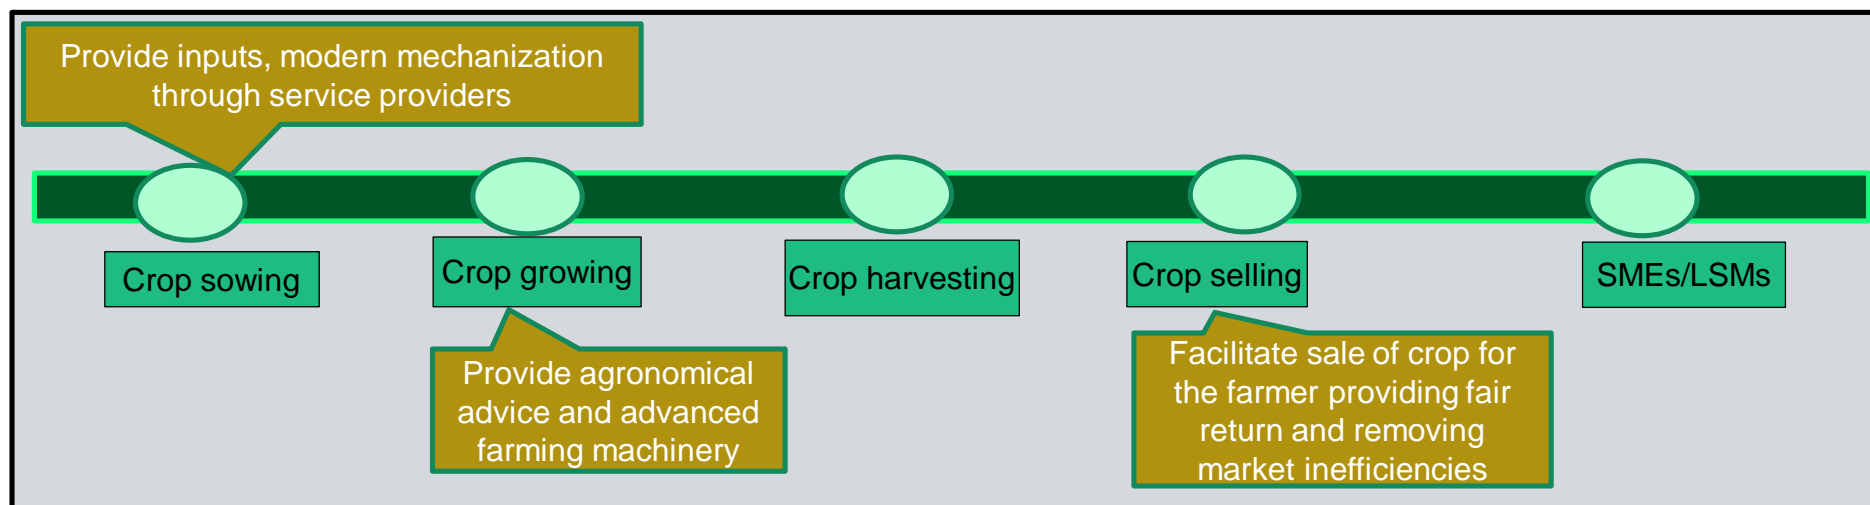 Provide inputs, modern mechanization
through service providers
Crop sowing
Crop growing
Crop harvesting
Crop selling
SMEs/LSMs
Provide agronomical
advice and advanced
farming machinery
Facilitate sale of crop for
the farmer providing fair
return and removing
market inefficiencies